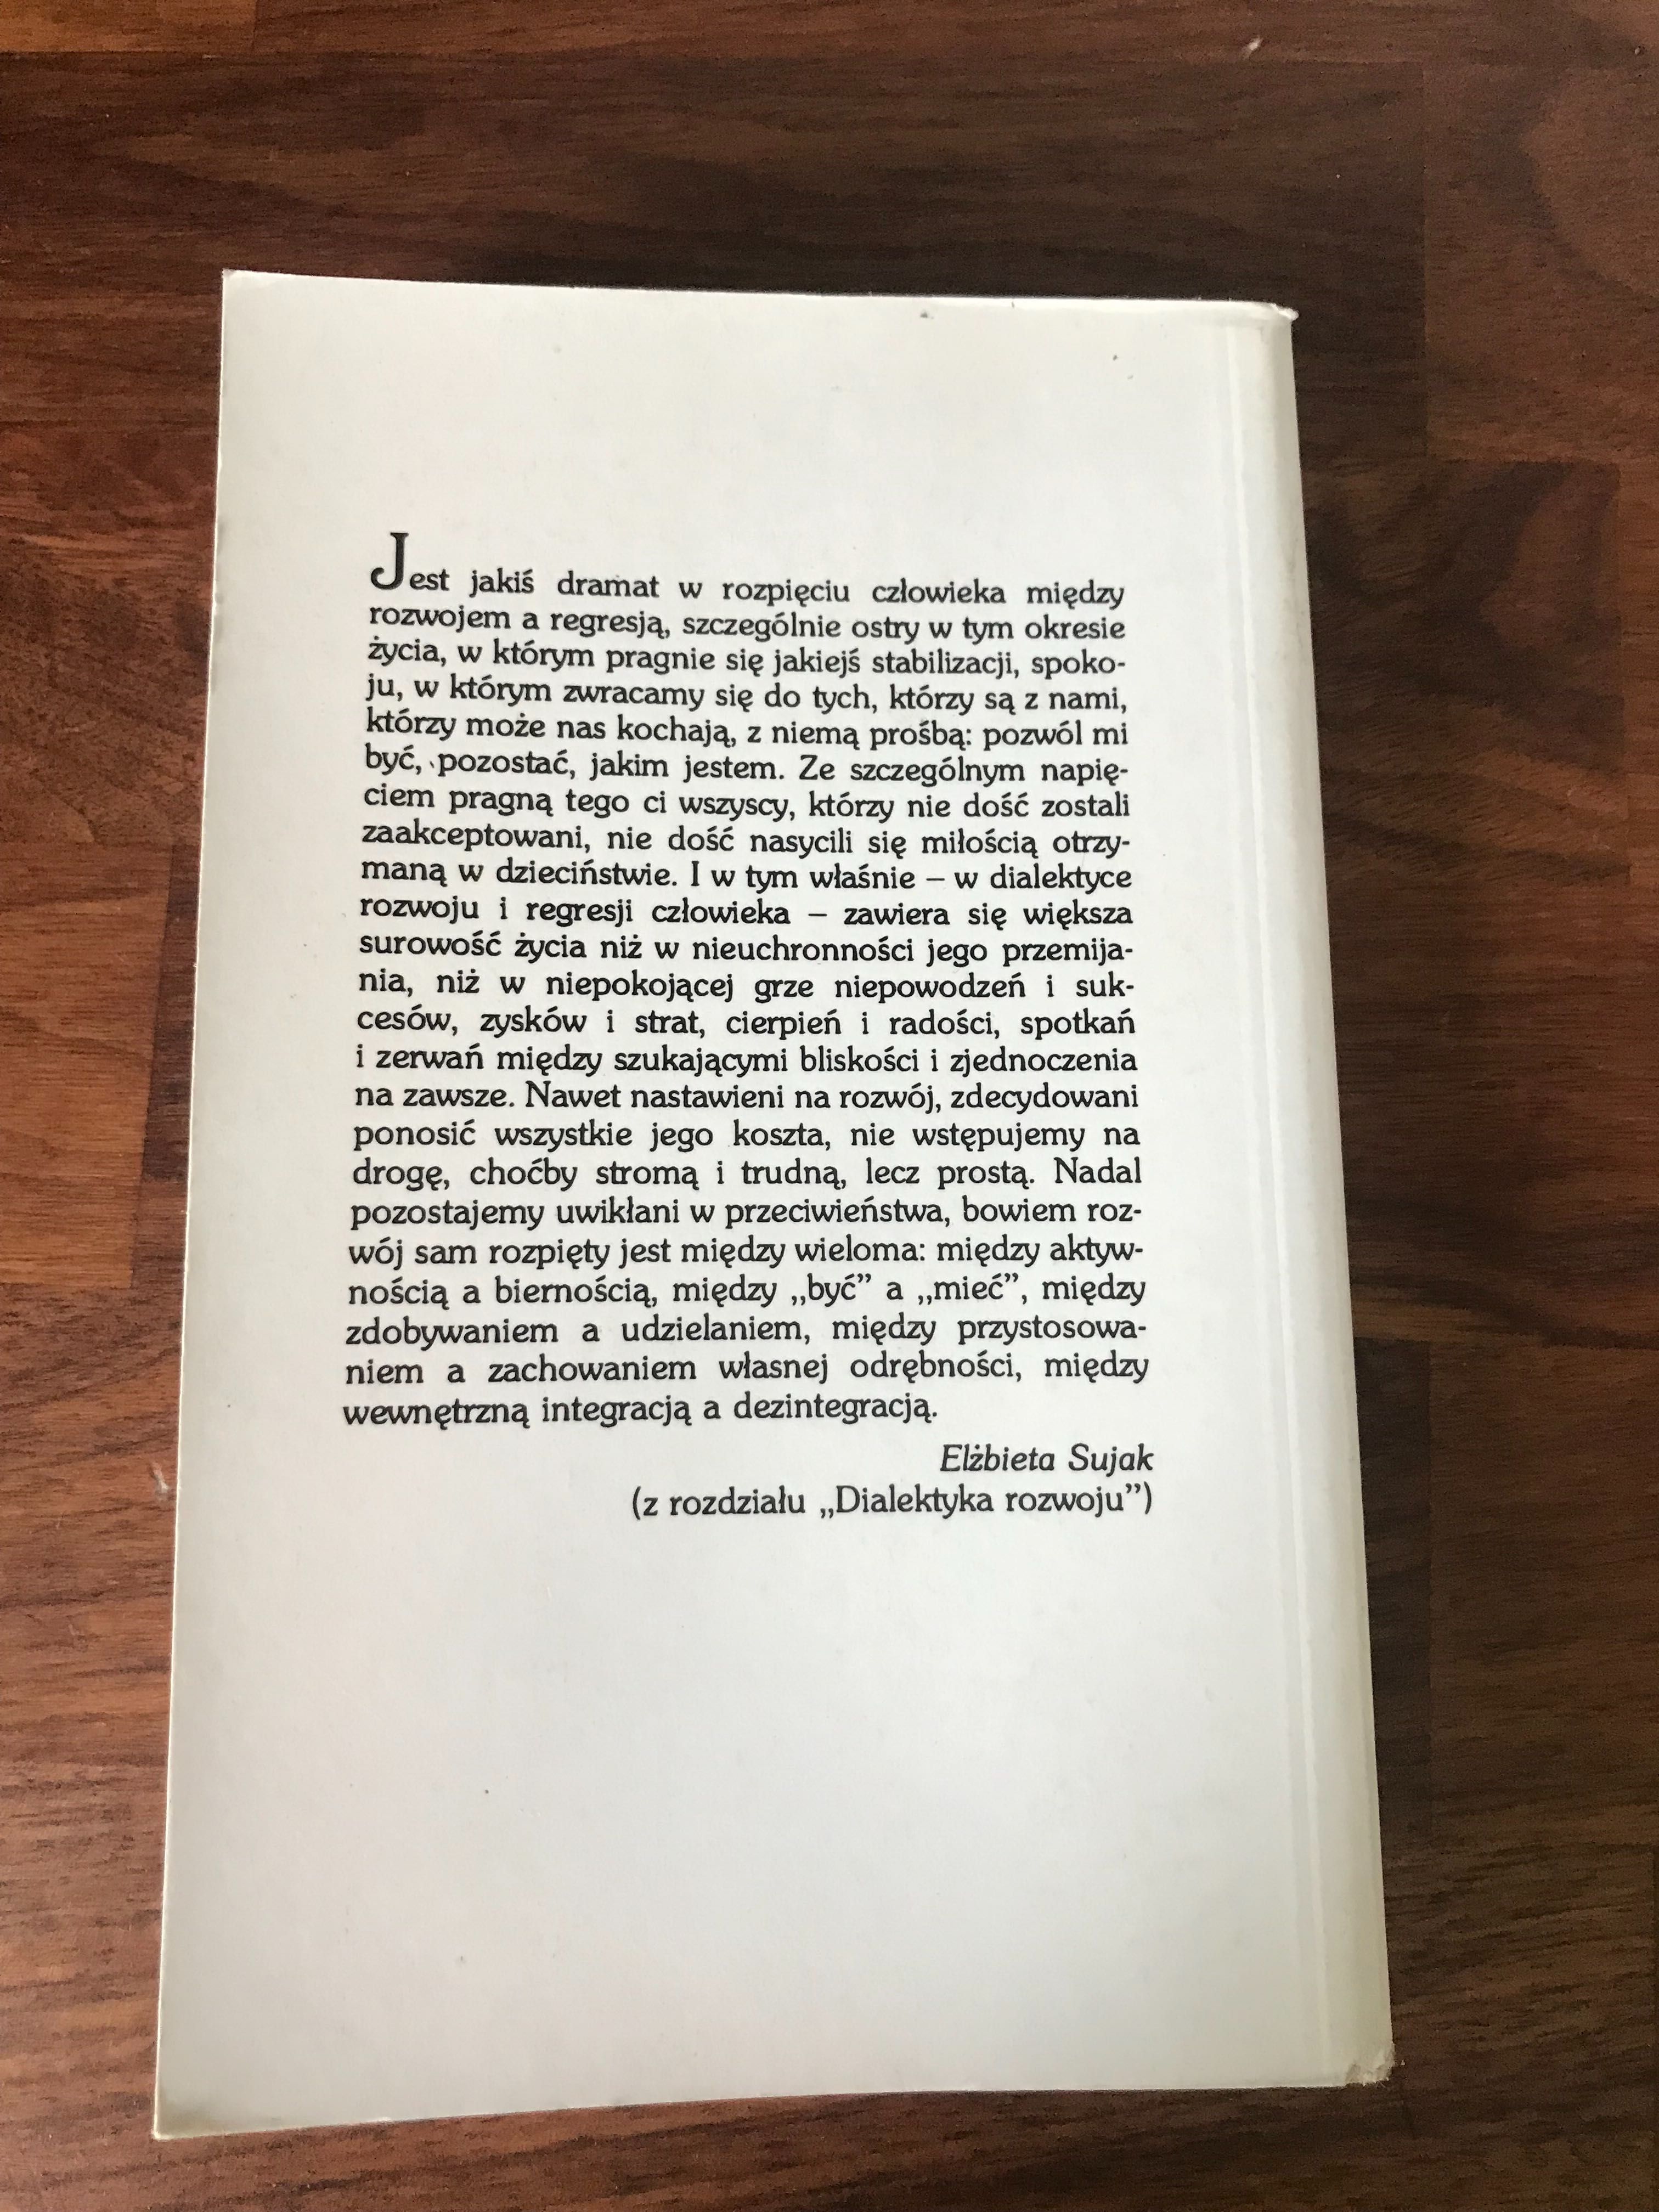 Jest jakiś dramat w rozpięciu człowieka między
rozwojem a regresją, szczególnie ostry w tym okresie
życia, w którym pragnie się jakiejś stabilizacji, spoko-
ju, w którym zwracamy się do tych, którzy są z nami,
którzy może nas kochają, z niemą prośbą: pozwól mi
być, pozostać, jakim jestem. Ze szczególnym napię-
ciem pragną tego ci wszyscy, którzy nie dość zostali
zaakceptowani, nie dość nasycili się miłością otrzy-
maną w dzieciństwie. I w tym właśnie – w dialektyce
rozwoju i regresji człowieka – zawiera się większa
surowość życia niż w nieuchronności jego przemija-
nia, niż w niepokojącej grze niepowodzeń i suk-
cesów, zysków i strat, cierpień i radości, spotkań
i zerwań między szukającymi bliskości i zjednoczenia
na zawsze. Nawet nastawieni na rozwój, zdecydowani
ponosić wszystkie jego koszta, nie wstępujemy na
drogę, choćby stromą i trudną, lecz prostą. Nadal
pozostajemy uwikłani w przeciwieństwa, bowiem roz-
wój sam rozpięty jest między wieloma: między aktyw-
nością a biernością, między „być” a „mieć”, między
zdobywaniem a udzielaniem, między przystosowa-
niem a zachowaniem własnej odrębności, między
wewnętrzną integracją a dezintegracją.
Elżbieta Sujak
(z rozdziału „Dialektyka rozwoju”)